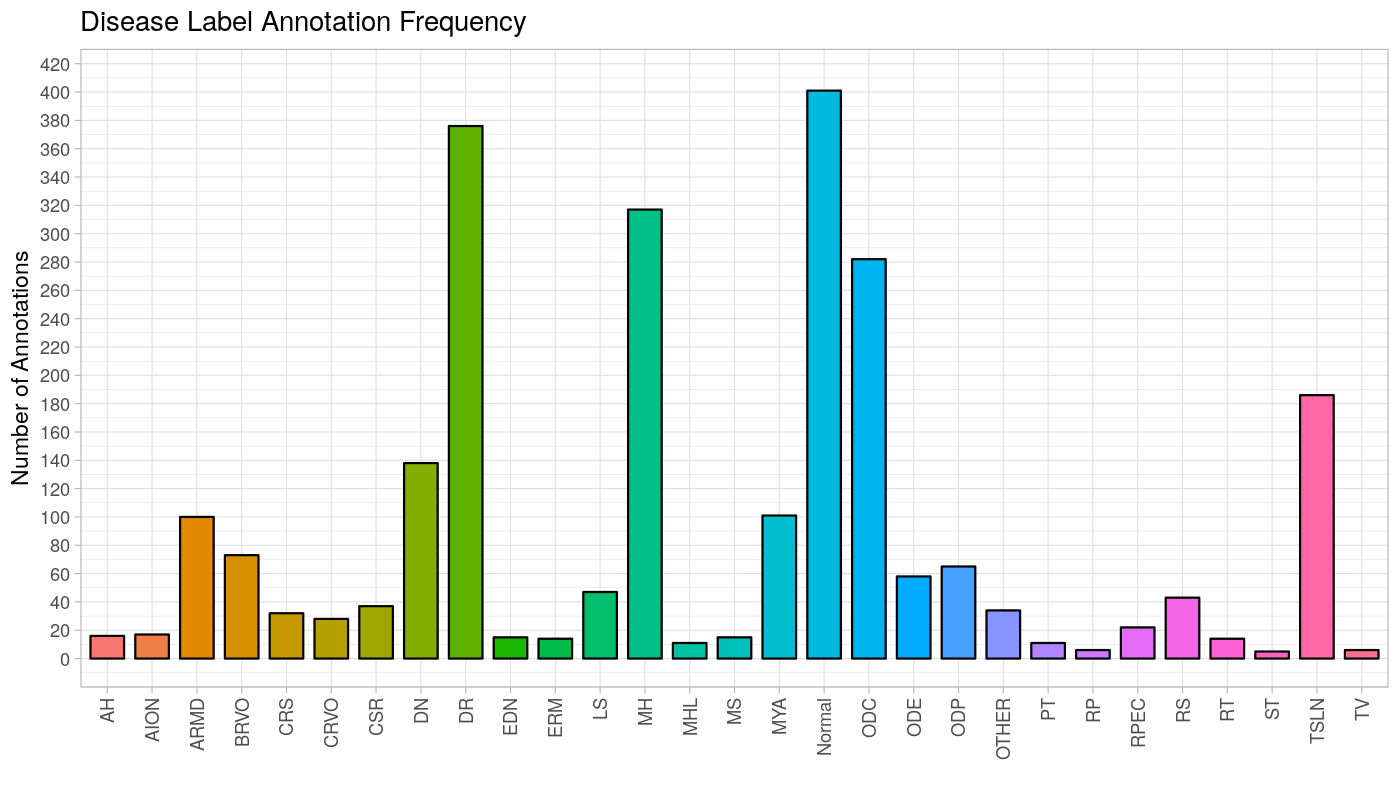 Disease Label Annotation Frequency
Number of Annotations
420
400
380
360
340
320
300
280
260
240
220
200
180
160
140
120
100
80
60
40
20
0
AH
AION
ARMD
BRVO
CRS
CRVO
CSR
DN
DR
EDN
ERM
LS
MH
MHL
MS
MYA
Normal
ODC
ODE
ODP
OTHER
PT
RP
RPEC
RS
RT
ST
TSLN
TV